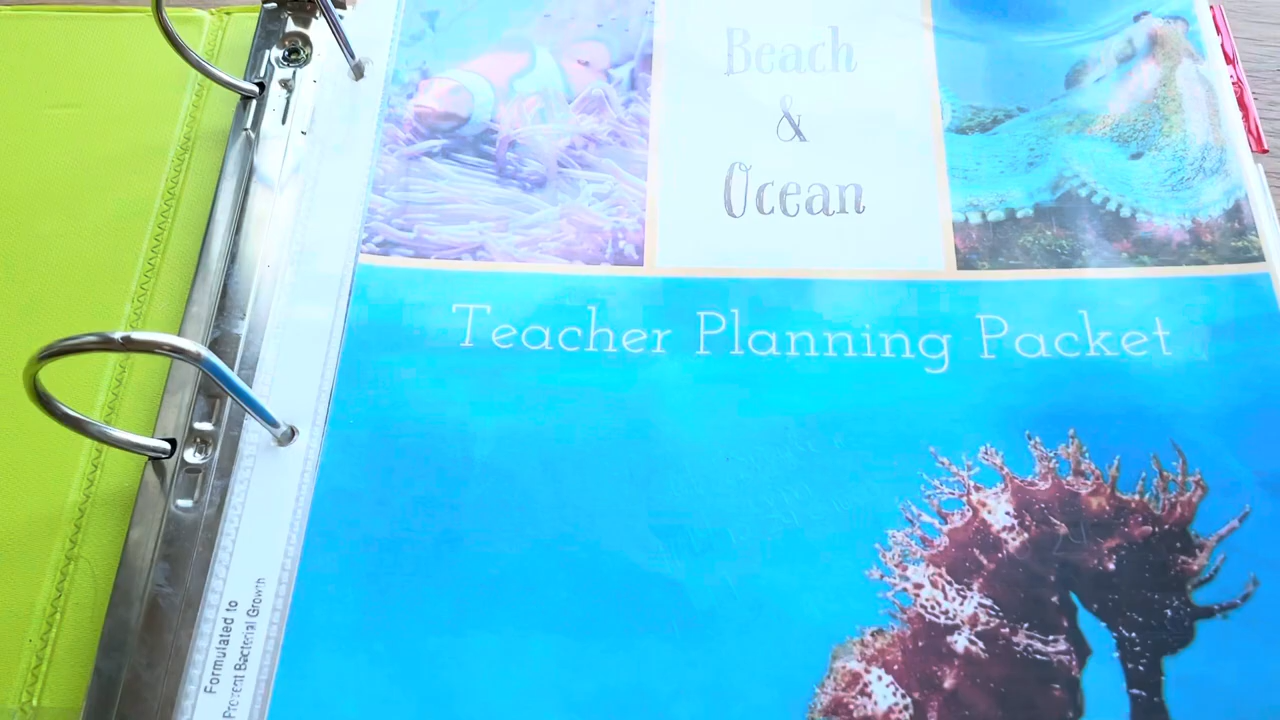 Beach
&
Ocean
Teacher Planning Packet
Formulated to
Prevent Bacterial Growth